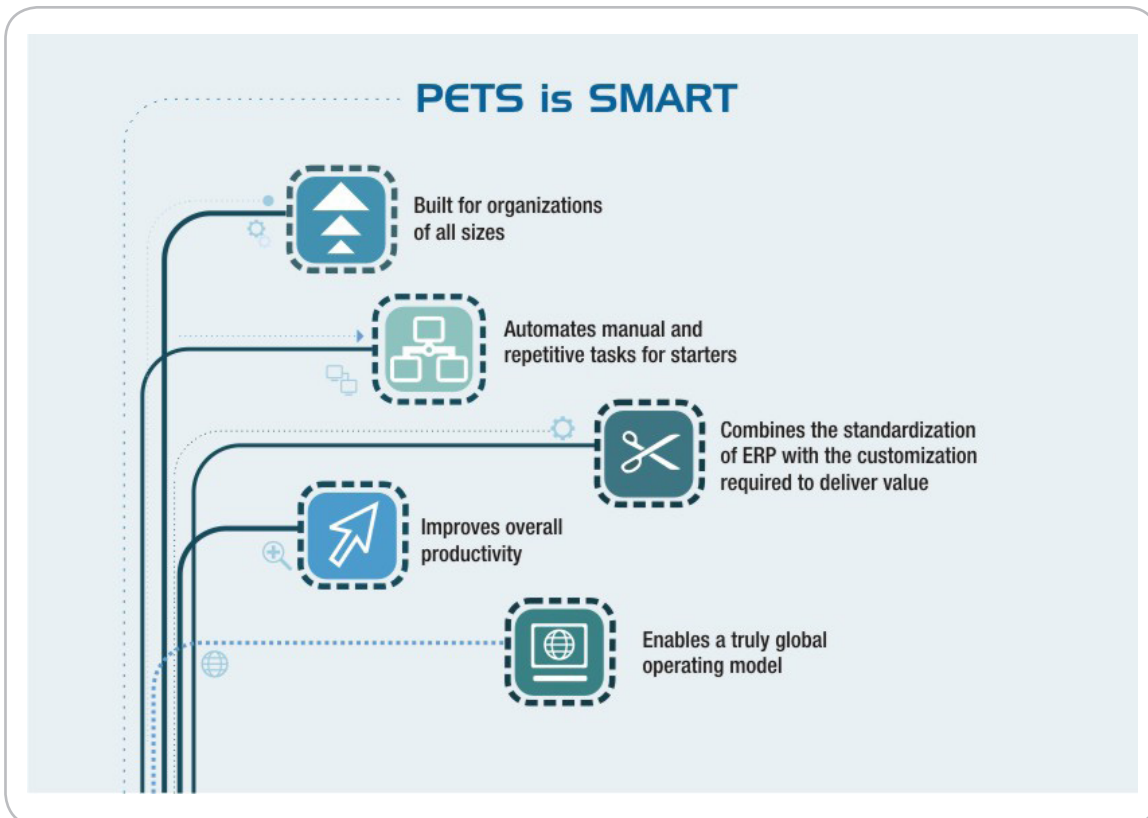 PETS is SMART
Built for organizations
of all sizes
Automates manual and
repetitive tasks for starters
Combines the standardization
of ERP with the customization
required to deliver value
Improves overall
productivity
Enables a truly global
operating model